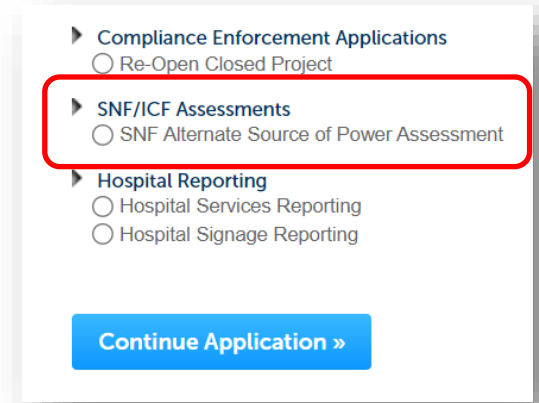 Compliance Enforcement Applications
Re-Open Closed Project
SNF/ICF Assessments
SNF Alternate Source of Power Assessment
Hospital Reporting
Hospital Services Reporting
Hospital Signage Reporting
Continue Application »